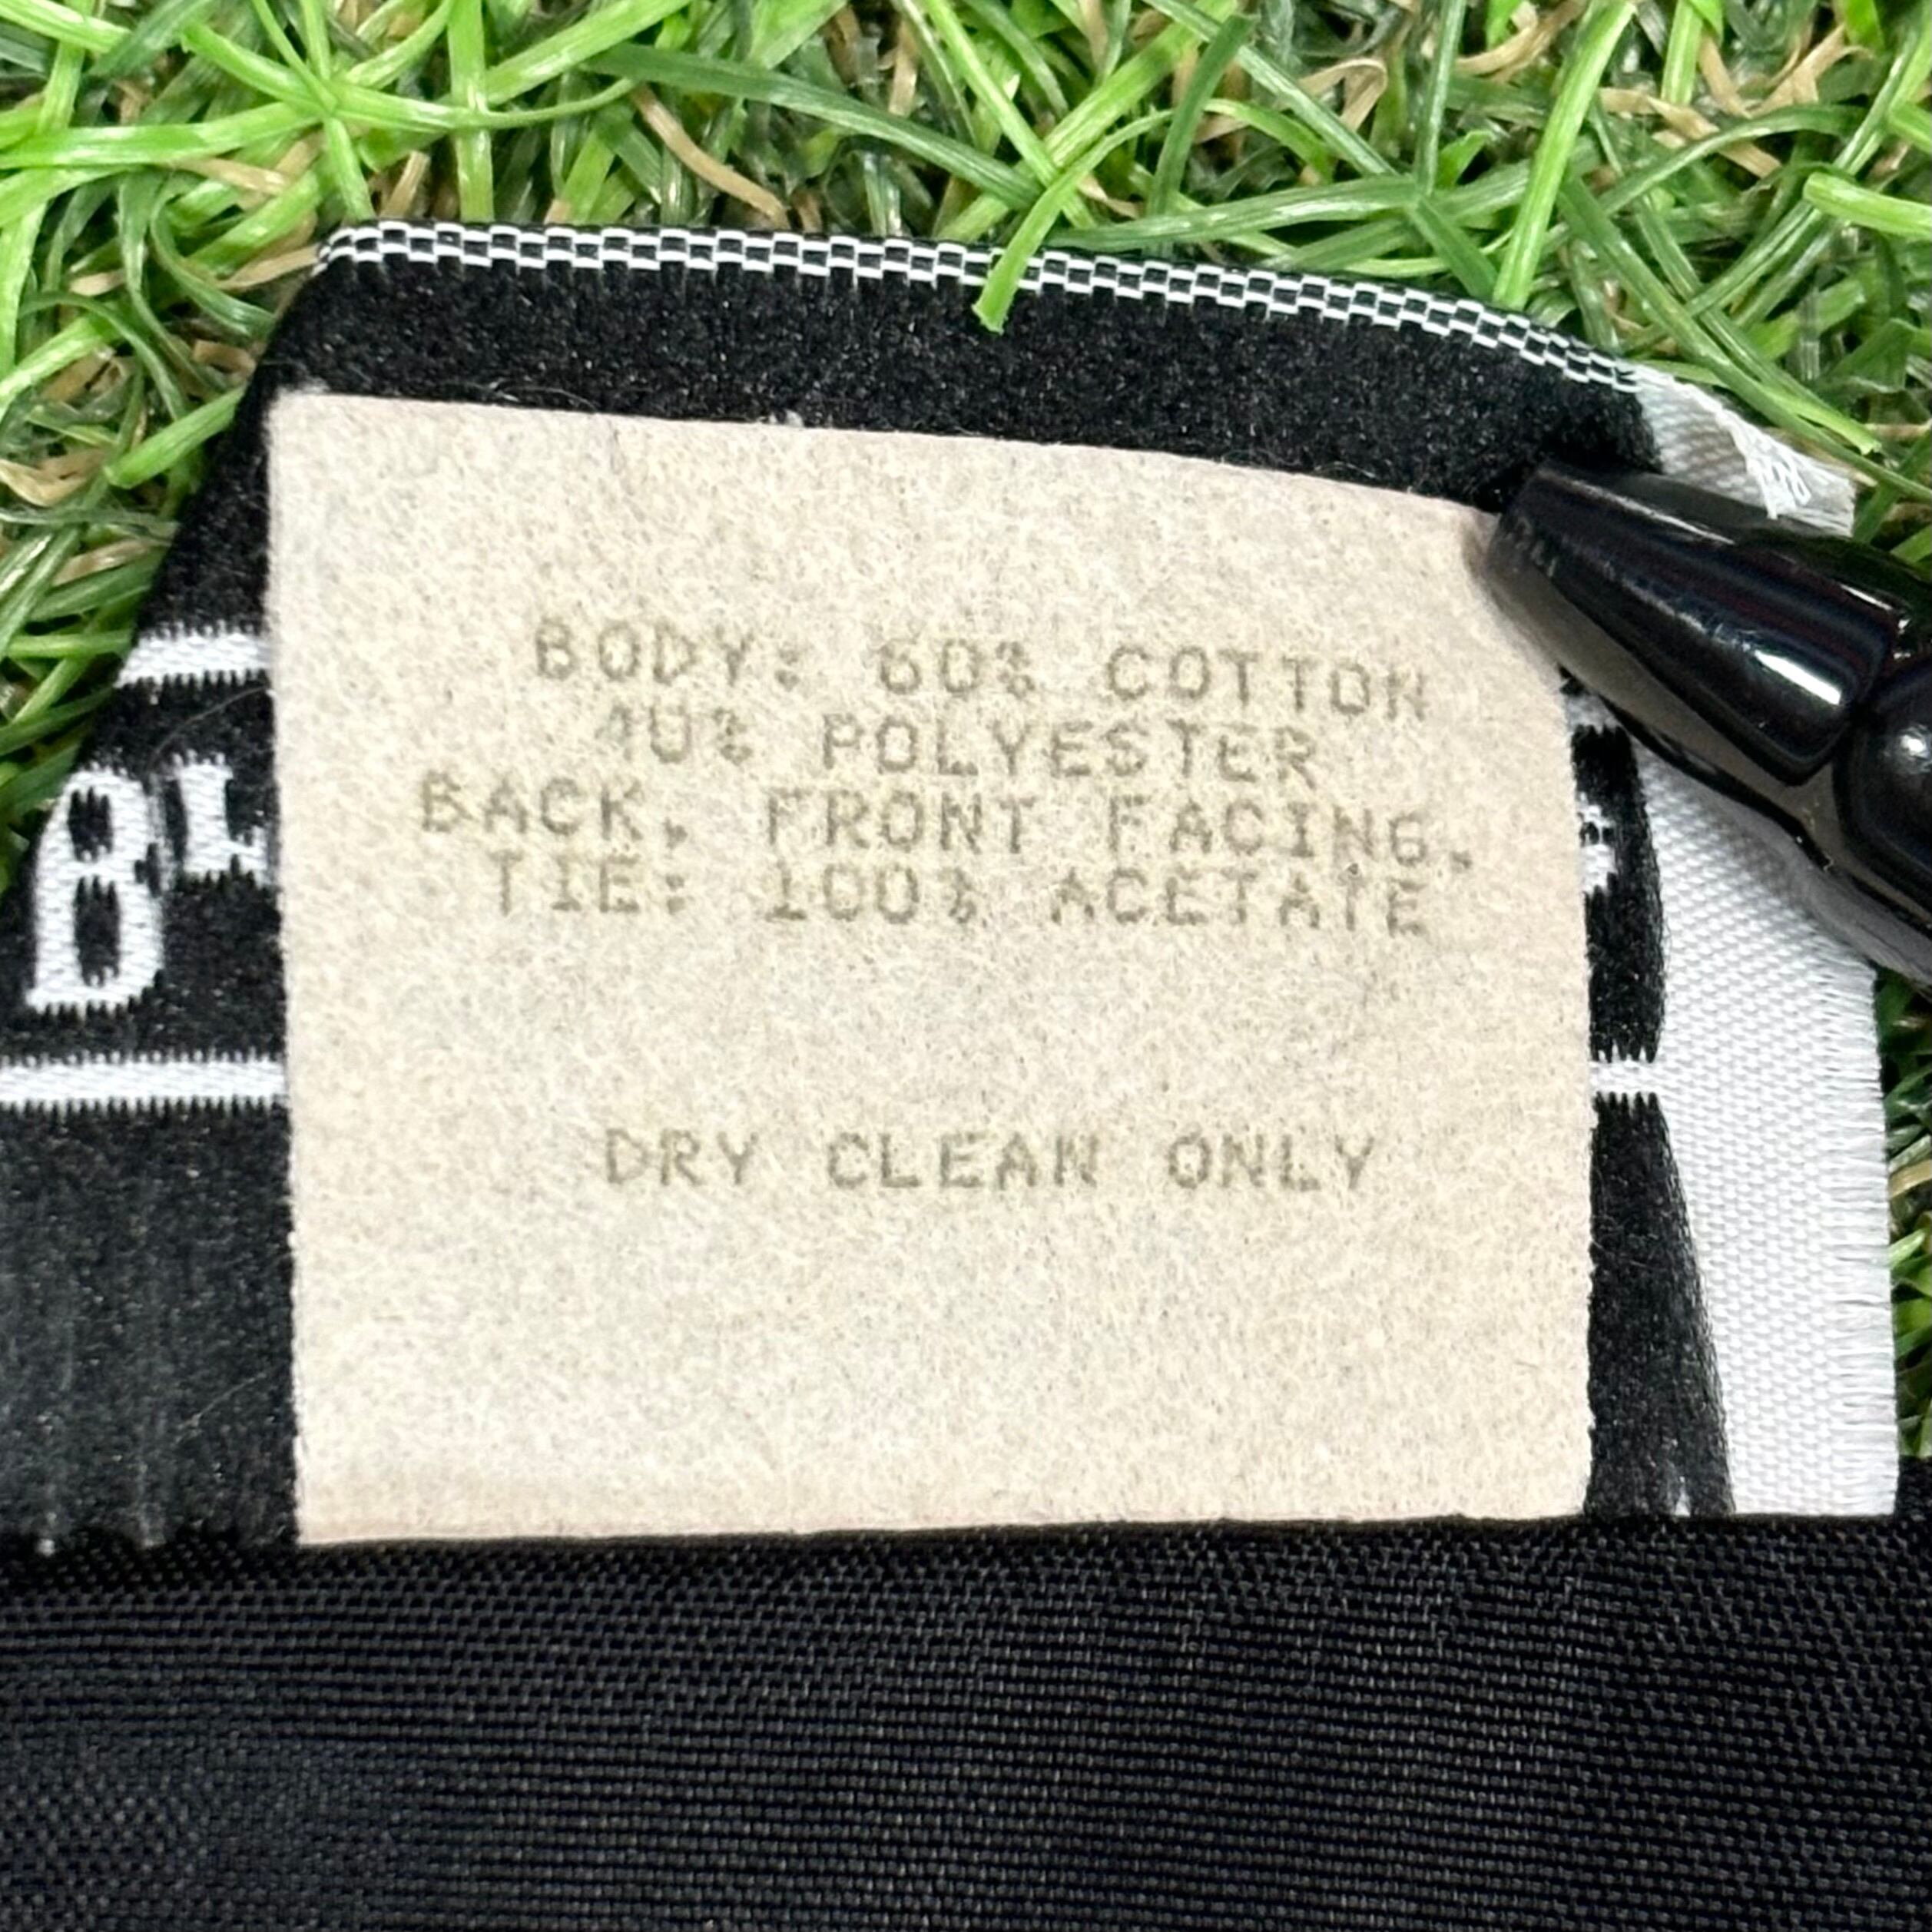 BODY: 60% COTTON
40% POLYESTER
BACK, FRONT FACING,
TIE: 100% ACETATE
DRY CLEAN ONLY